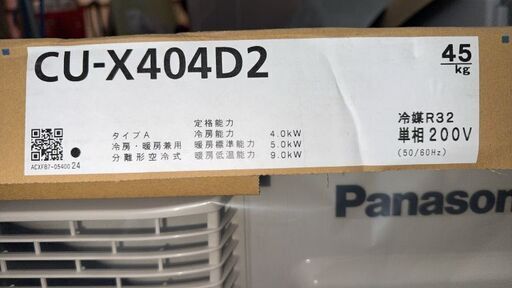 CU-X404D2
45
kg
定格能力
タイプA 冷房能力 4.0kW
冷房・暖房兼用 暖房標準能力 5.0kW
分離形空冷式 暖房低温能力 9.0kW
冷媒R32
単相200V
(50/60Hz)
ACXF87-05400 24
Panason